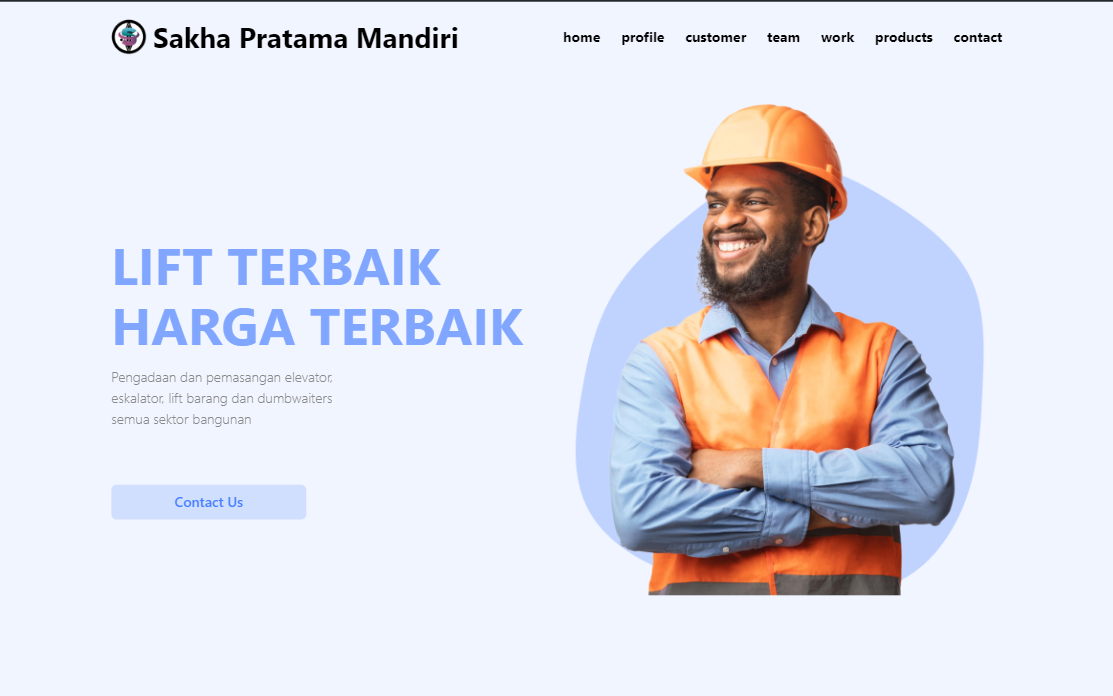 Sakha Pratama Mandiri
home profile customer team work products contact
LIFT TERBAIK
HARGA TERBAIK
Pengadaan dan pemasangan elevator,
eskalator, lift barang dan dumbwaiters
semua sektor bangunan
Contact Us